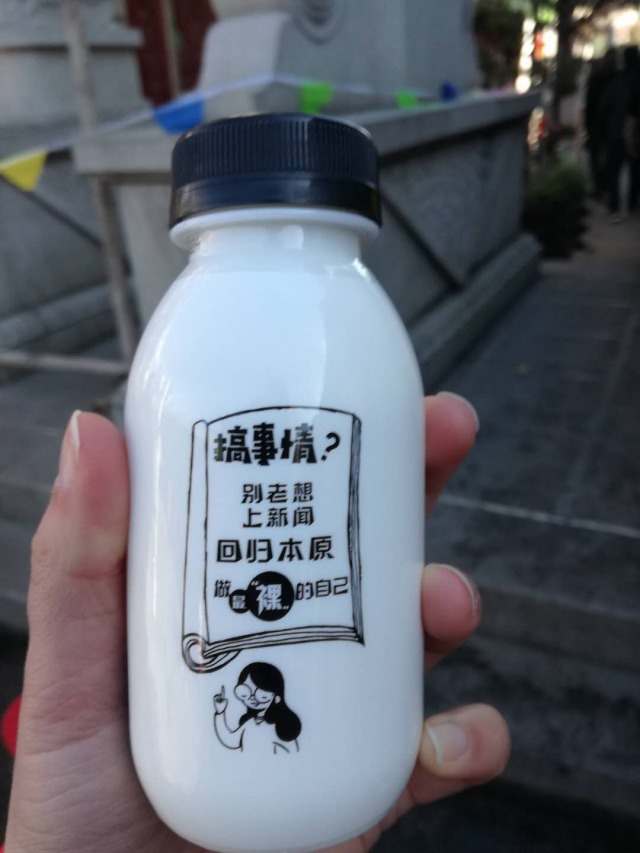 搞事情？
别老想
上新闻
回归本原
做最“裸”的自己